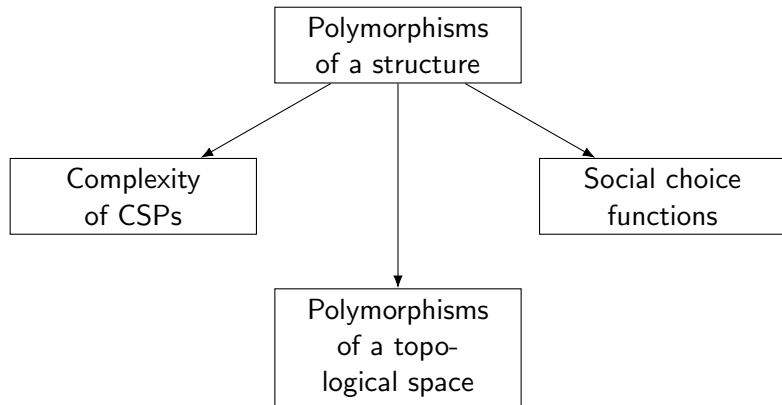 Polymorphisms
of a structure
Complexity
of CSPs
Social choice
functions
Polymorphisms
of a topo-
logical space